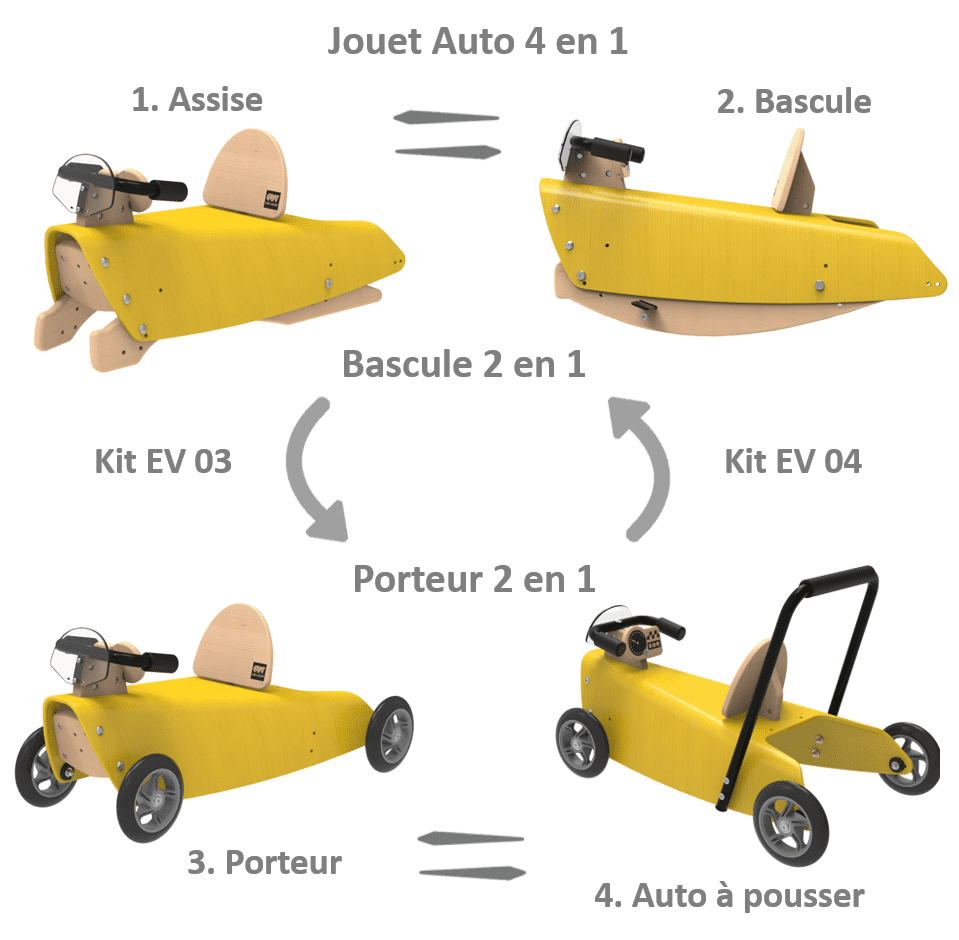 Jouet Auto 4 en 1
1. Assise
2. Bascule
Bascule 2 en 1
Kit EV 03
Kit EV 04
Porteur 2 en 1
3. Porteur
4. Auto à pousser